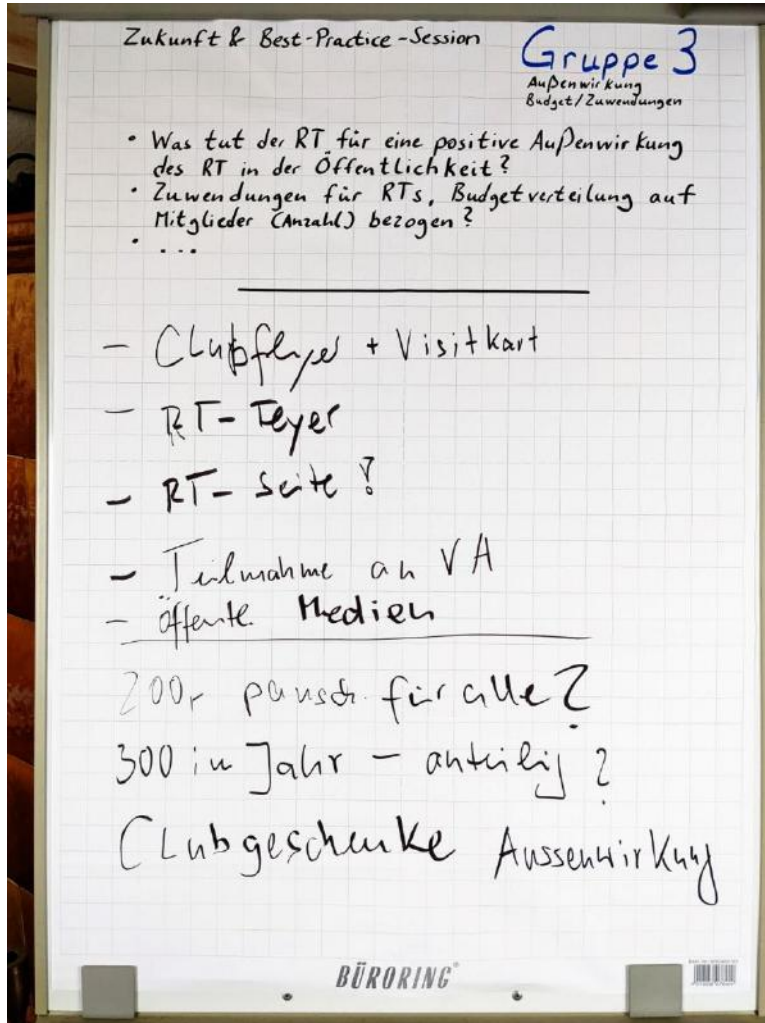 Zukunft & Best-Practice-Session
Gruppe 3
Außenwirkung
Budget/Zuwendungen
• Was tut der RT für eine positive Außenwirkung
des RT in der Öffentlichkeit?
• Zuwendungen für RTs, Budgetverteilung auf
Mitglieder (Anzahl) bezogen?
• ...
- Clubflyer + Visitkart
- RT-Feyer
- RT-Seite?
- Teilnahme an VA
- Öffentl. Medien
200,- pausch. für alle?
300 im Jahr - anteilig?
Clubgeschenke Aussenwirkung
BÜRORING